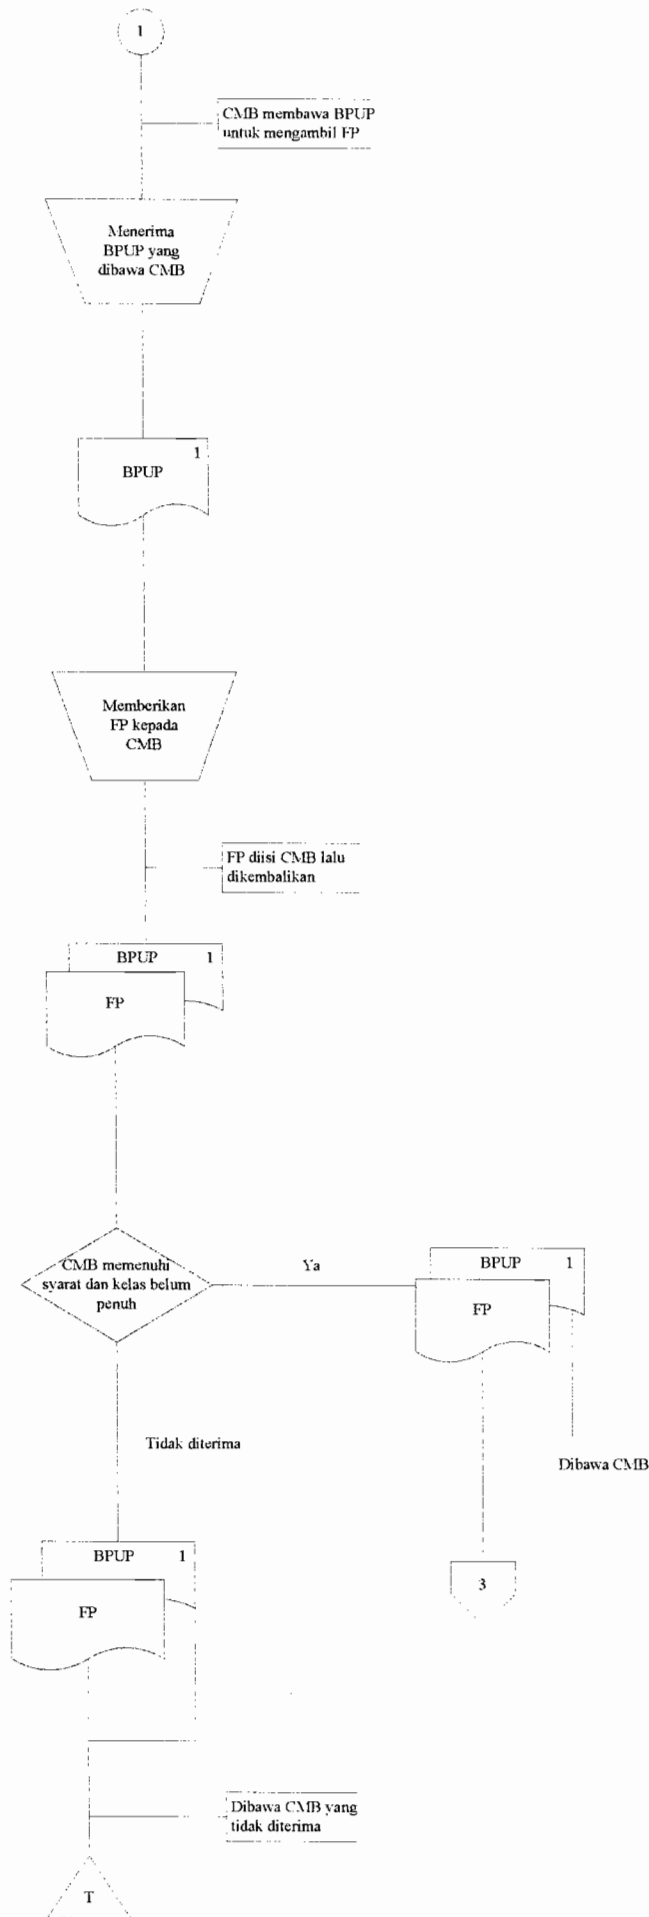 1
CMB membawa BPUP
untuk mengambil FP
Menerima
BPUP yang
dibawa CMB
1
BPUP
Memberikan
FP kepada
CMB
FP diisi CMB lalu
dikembalikan
BPUP 1
FP
CMB memenuhi
syarat dan kelas belum
penuh
Ya
BPUP 1
FP
Tidak diterima
Dibawa CMB
BPUP 1
FP
3
Dibawa CMB yang
tidak diterima
T